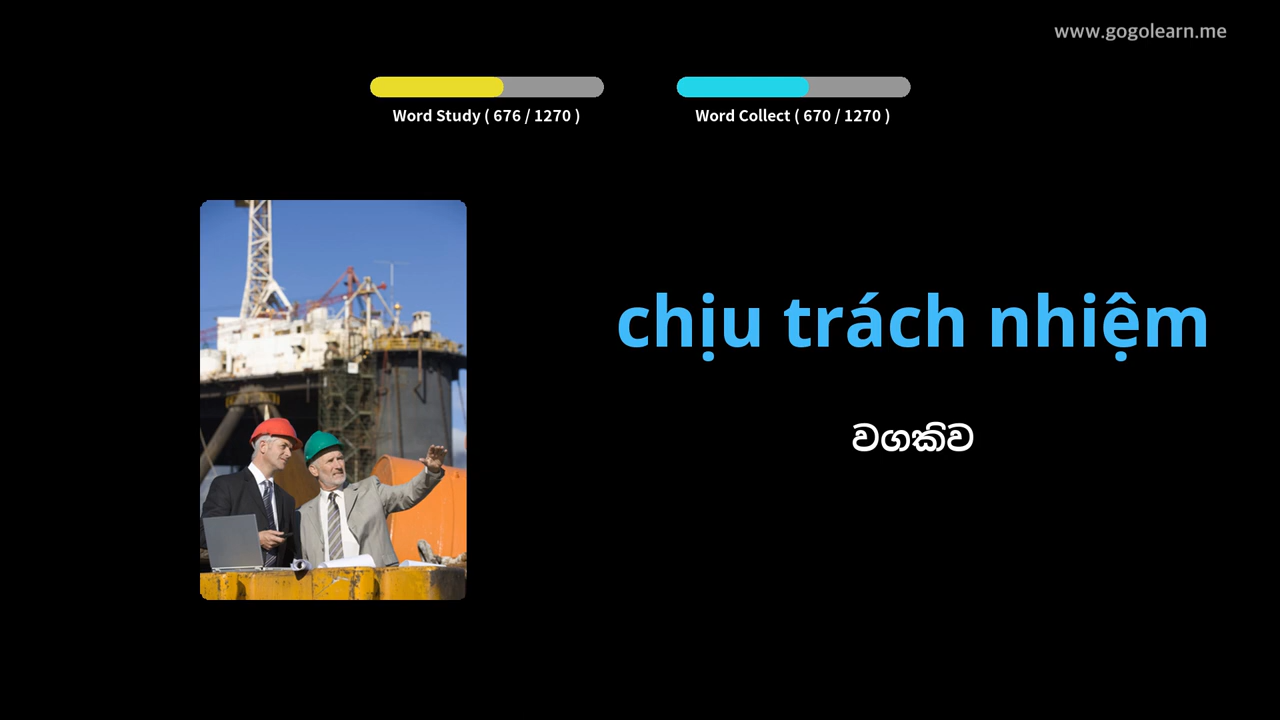 www.gogolearn.me
Word Study ( 676 / 1270 )
Word Collect ( 670 / 1270 )
chịu trách nhiệm
වගකිව